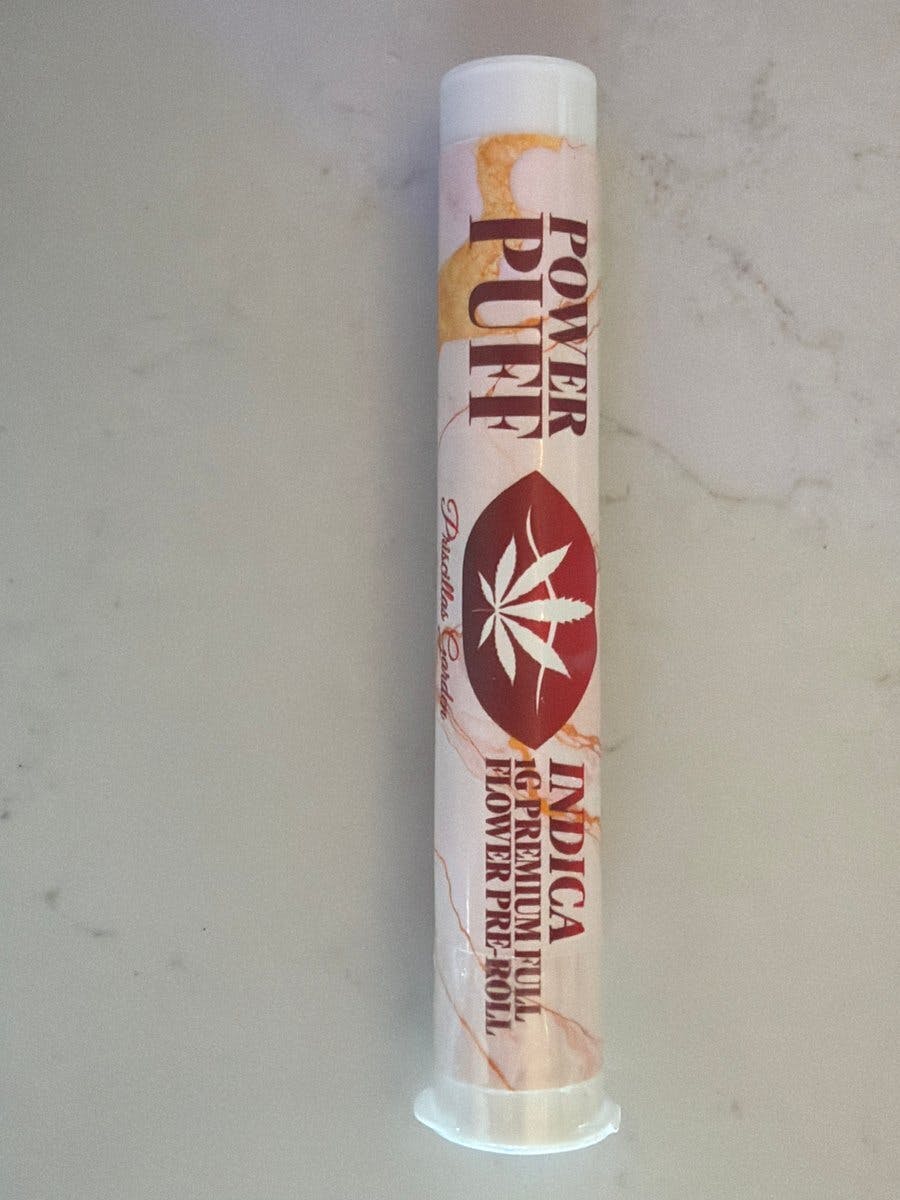 POWER
PUFF
Priscillas Garden
INDICA
1G PREMIUM FULL
FLOWER PRE-ROLL